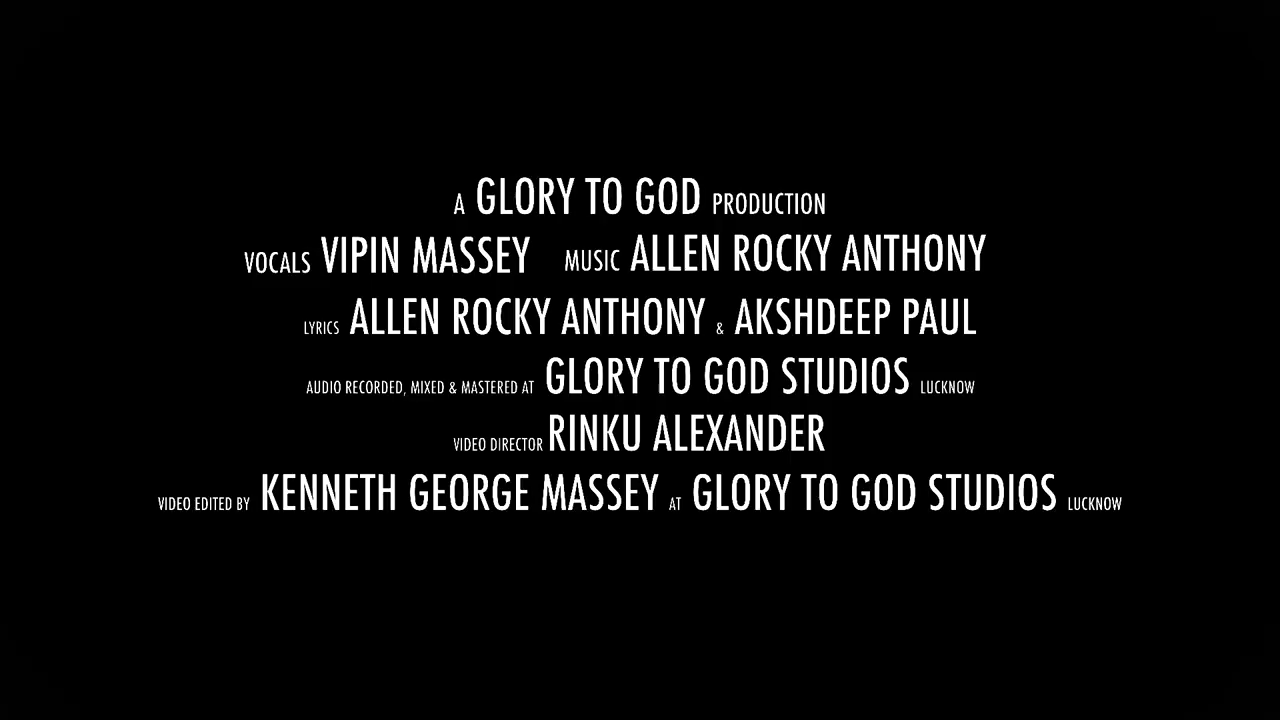 A GLORY TO GOD PRODUCTION
VOCALS VIPIN MASSEY MUSIC ALLEN ROCKY ANTHONY
LYRICS ALLEN ROCKY ANTHONY & AKSHDEEP PAUL
AUDIO RECORDED, MIXED & MASTERED AT GLORY TO GOD STUDIOS LUCKNOW
VIDEO DIRECTOR RINKU ALEXANDER
VIDEO EDITED BY KENNETH GEORGE MASSEY AT GLORY TO GOD STUDIOS LUCKNOW